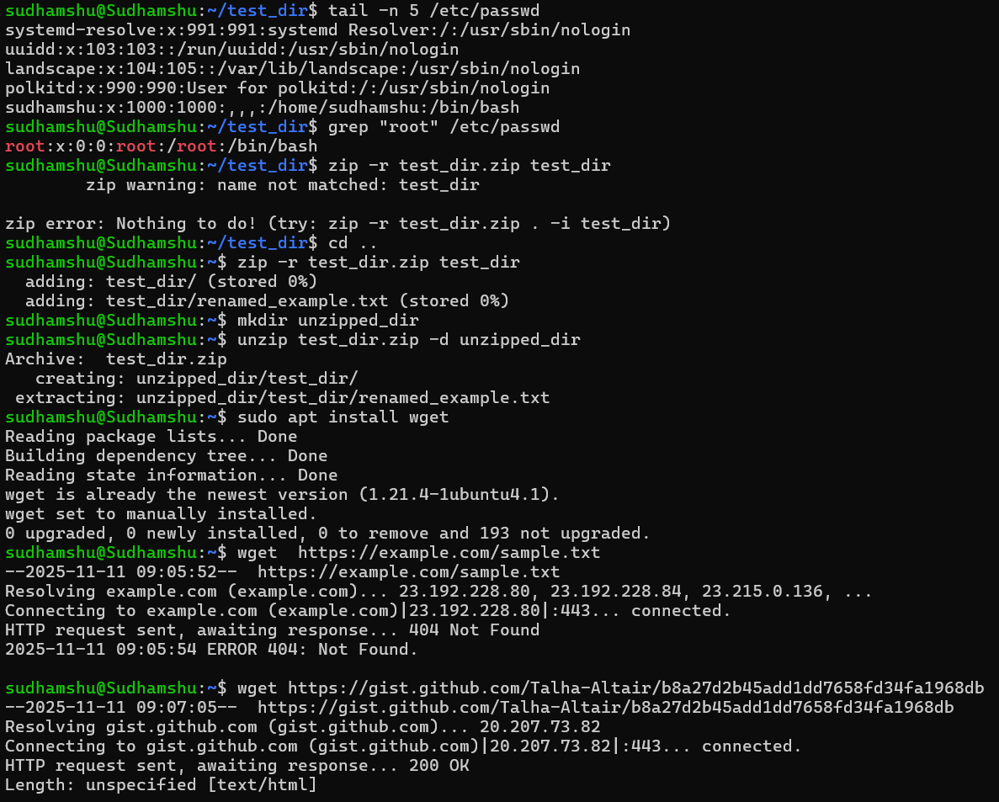 sudhamshu@Sudhamshu:~/test_dir$ tail -n 5 /etc/passwd
systemd-resolve:x:991:991:systemd Resolver:/:/usr/sbin/nologin
uuidd:x:103:103::/run/uuidd:/usr/sbin/nologin
landscape:x:104:105::/var/lib/landscape:/usr/sbin/nologin
polkitd:x:990:990:User for polkitd:/:/usr/sbin/nologin
sudhamshu:x:1000:1000:,,,:/home/sudhamshu:/bin/bash
sudhamshu@Sudhamshu:~/test_dir$ grep "root" /etc/passwd
root:x:0:0:root:/root:/bin/bash
sudhamshu@Sudhamshu:~/test_dir$ zip -r test_dir.zip test_dir
        zip warning: name not matched: test_dir

zip error: Nothing to do! (try: zip -r test_dir.zip . -i test_dir)
sudhamshu@Sudhamshu:~/test_dir$ cd ..
sudhamshu@Sudhamshu:~$ zip -r test_dir.zip test_dir
  adding: test_dir/ (stored 0%)
  adding: test_dir/renamed_example.txt (stored 0%)
sudhamshu@Sudhamshu:~$ mkdir unzipped_dir
sudhamshu@Sudhamshu:~$ unzip test_dir.zip -d unzipped_dir
Archive:  test_dir.zip
   creating: unzipped_dir/test_dir/
 extracting: unzipped_dir/test_dir/renamed_example.txt
sudhamshu@Sudhamshu:~$ sudo apt install wget
Reading package lists... Done
Building dependency tree... Done
Reading state information... Done
wget is already the newest version (1.21.4-1ubuntu4.1).
wget set to manually installed.
0 upgraded, 0 newly installed, 0 to remove and 193 not upgraded.
sudhamshu@Sudhamshu:~$ wget  https://example.com/sample.txt
--2025-11-11 09:05:52--  https://example.com/sample.txt
Resolving example.com (example.com)... 23.192.228.80, 23.192.228.84, 23.215.0.136, ...
Connecting to example.com (example.com)|23.192.228.80|:443... connected.
HTTP request sent, awaiting response... 404 Not Found
2025-11-11 09:05:54 ERROR 404: Not Found.

sudhamshu@Sudhamshu:~$ wget https://gist.github.com/Talha-Altair/b8a27d2b45add1dd7658fd34fa1968db
--2025-11-11 09:07:05--  https://gist.github.com/Talha-Altair/b8a27d2b45add1dd7658fd34fa1968db
Resolving gist.github.com (gist.github.com)... 20.207.73.82
Connecting to gist.github.com (gist.github.com)|20.207.73.82|:443... connected.
HTTP request sent, awaiting response... 200 OK
Length: unspecified [text/html]